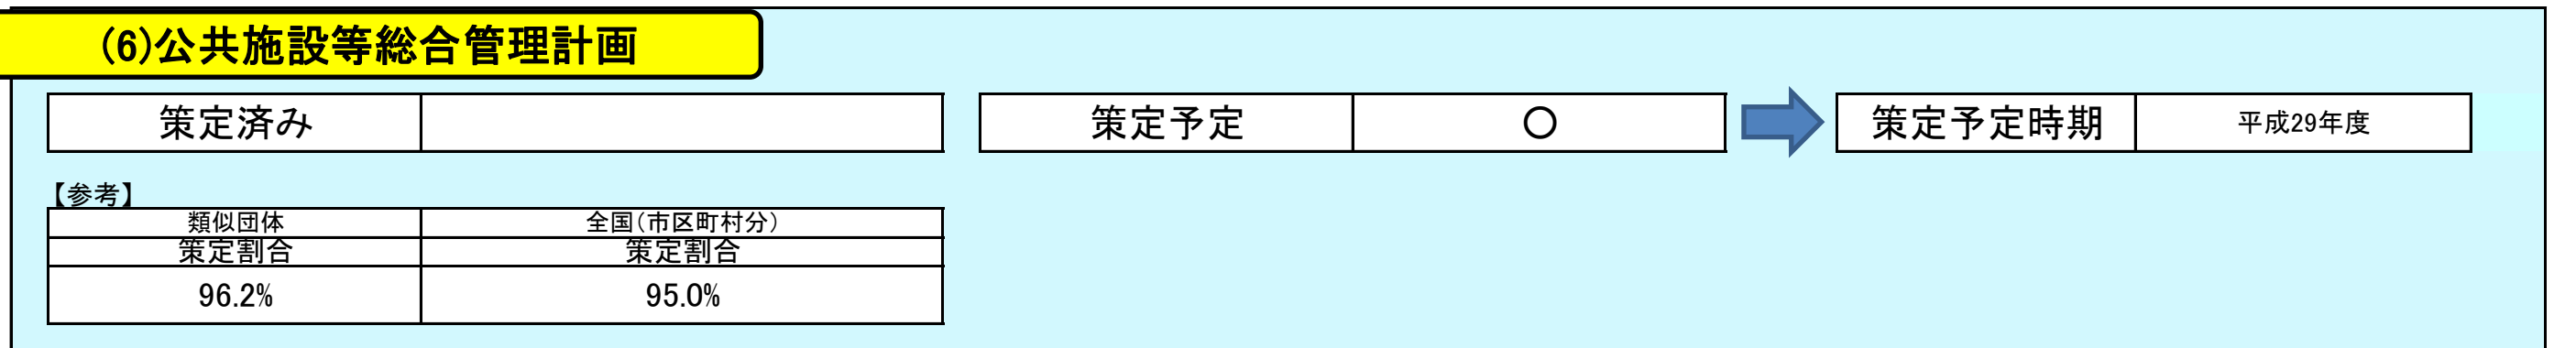 (6)公共施設等総合管理計画
策定済み 策定予定 〇 策定予定時期 平成29年度
【参考】
類似団体 全国(市区町村分)
策定割合 策定割合
96.2% 95.0%